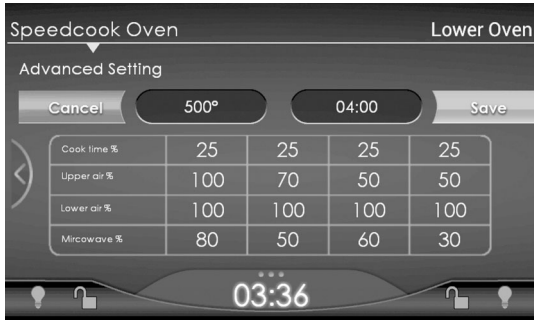 Speedcook Oven Lower Oven
Advanced Setting
Cancel 500° 04:00 Save
Cook time % 25 25 25 25
Upper air % 100 70 50 50
Lower air % 100 100 100 100
Mircowave % 80 50 60 30
03:36